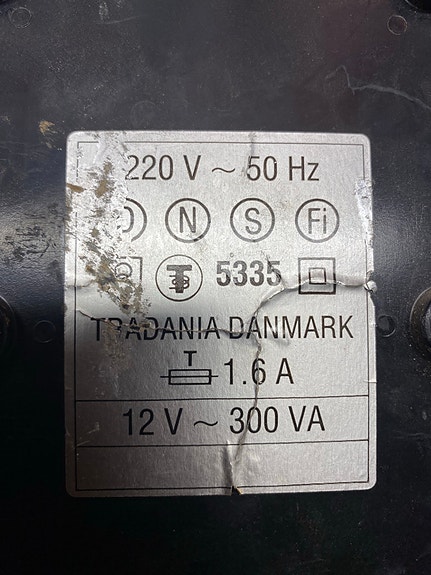 220 V ~ 50 Hz
D N S Fi
T 5335
TRADANIA DANMARK
T
1.6 A
12 V ~ 300 VA